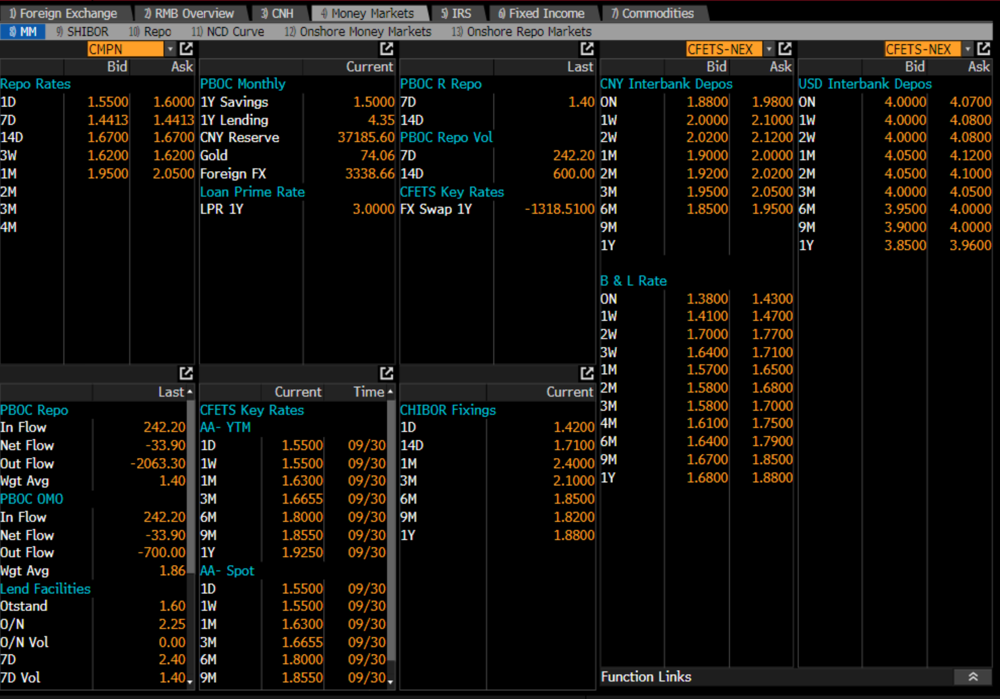 1) Foreign Exchange 2) RMB Overview 3) CNH 4) Money Markets 5) IRS 6) Fixed Income 7) Commodities
8) MM 9) SHIBOR 10) Repo 11) NCD Curve 12) Onshore Money Markets 13) Onshore Repo Markets
CMPN
Bid Ask
Repo Rates
1D 1.5500 1.6000
7D 1.4413 1.4413
14D 1.6700 1.6700
3W 1.6200 1.6200
1M 1.9500 2.0500
2M
3M
4M
Current
PBOC Monthly
1Y Savings 1.5000
1Y Lending 4.35
CNY Reserve 37185.60
Gold 74.06
Foreign FX 3338.66
Loan Prime Rate
LPR 1Y 3.0000
Last
PBOC R Repo
7D 1.40
14D
PBOC Repo Vol
7D 242.20
14D 600.00
CFETS Key Rates
FX Swap 1Y -1318.5100
CFETS-NEX
Bid Ask
CNY Interbank Depos
ON 1.8800 1.9800
1W 2.0000 2.1000
2W 2.0200 2.1200
1M 1.9000 2.0000
2M 1.9200 2.0200
3M 1.9500 2.0500
6M 1.8500 1.9500
9M
1Y
B & L Rate
ON 1.3800 1.4300
1W 1.4100 1.4700
2W 1.7000 1.7700
3W 1.6400 1.7100
1M 1.5700 1.6500
2M 1.5800 1.6800
3M 1.5800 1.7000
4M 1.6100 1.7500
6M 1.6400 1.7900
9M 1.6700 1.8500
1Y 1.6800 1.8800
CFETS-NEX
Bid Ask
USD Interbank Depos
ON 4.0000 4.0700
1W 4.0000 4.0800
2W 4.0000 4.0800
1M 4.0500 4.1200
2M 4.0500 4.1000
3M 4.0000 4.0500
6M 3.9500 4.0000
9M 3.9000 4.0000
1Y 3.8500 3.9600
Last
PBOC Repo
In Flow 242.20
Net Flow -33.90
Out Flow -2063.30
Wgt Avg 1.40
PBOC OMO
In Flow 242.20
Net Flow -33.90
Out Flow -700.00
Wgt Avg 1.86
Lend Facilities
Otstand 1.60
O/N 2.25
O/N Vol 0.00
7D 2.40
7D Vol 1.40
Current Time
CFETS Key Rates
AA- YTM
1D 1.5500 09/30
1W 1.5500 09/30
1M 1.6300 09/30
3M 1.6655 09/30
6M 1.8000 09/30
9M 1.8550 09/30
1Y 1.9250 09/30
AA- Spot
1D 1.5500 09/30
1W 1.5500 09/30
1M 1.6300 09/30
3M 1.6655 09/30
6M 1.8000 09/30
9M 1.8550 09/30
Current
CHIBOR Fixings
1D 1.4200
14D 1.7100
1M 2.4000
3M 2.1000
6M 1.8500
9M 1.8200
1Y 1.8800
Function Links